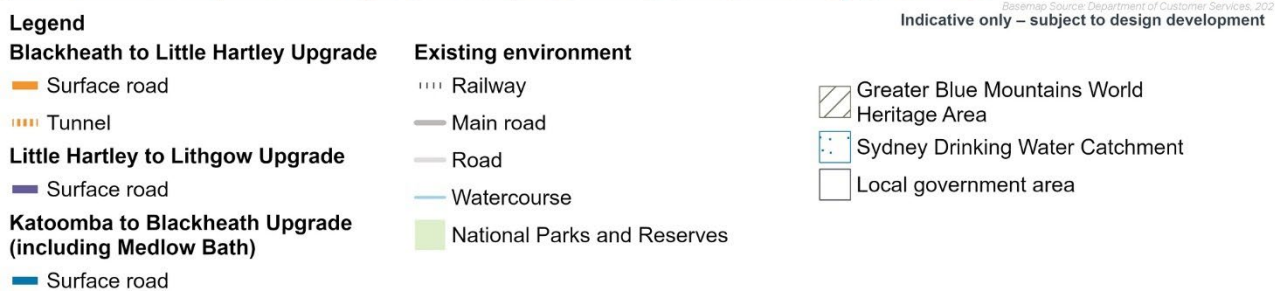 Basemap Source: Department of Customer Services, 202
Indicative only – subject to design development
Legend
Blackheath to Little Hartley Upgrade
Surface road
Tunnel
Little Hartley to Lithgow Upgrade
Surface road
Katoomba to Blackheath Upgrade
(including Medlow Bath)
Surface road
Existing environment
Railway
Main road
Road
Watercourse
National Parks and Reserves
Greater Blue Mountains World
Heritage Area
Sydney Drinking Water Catchment
Local government area